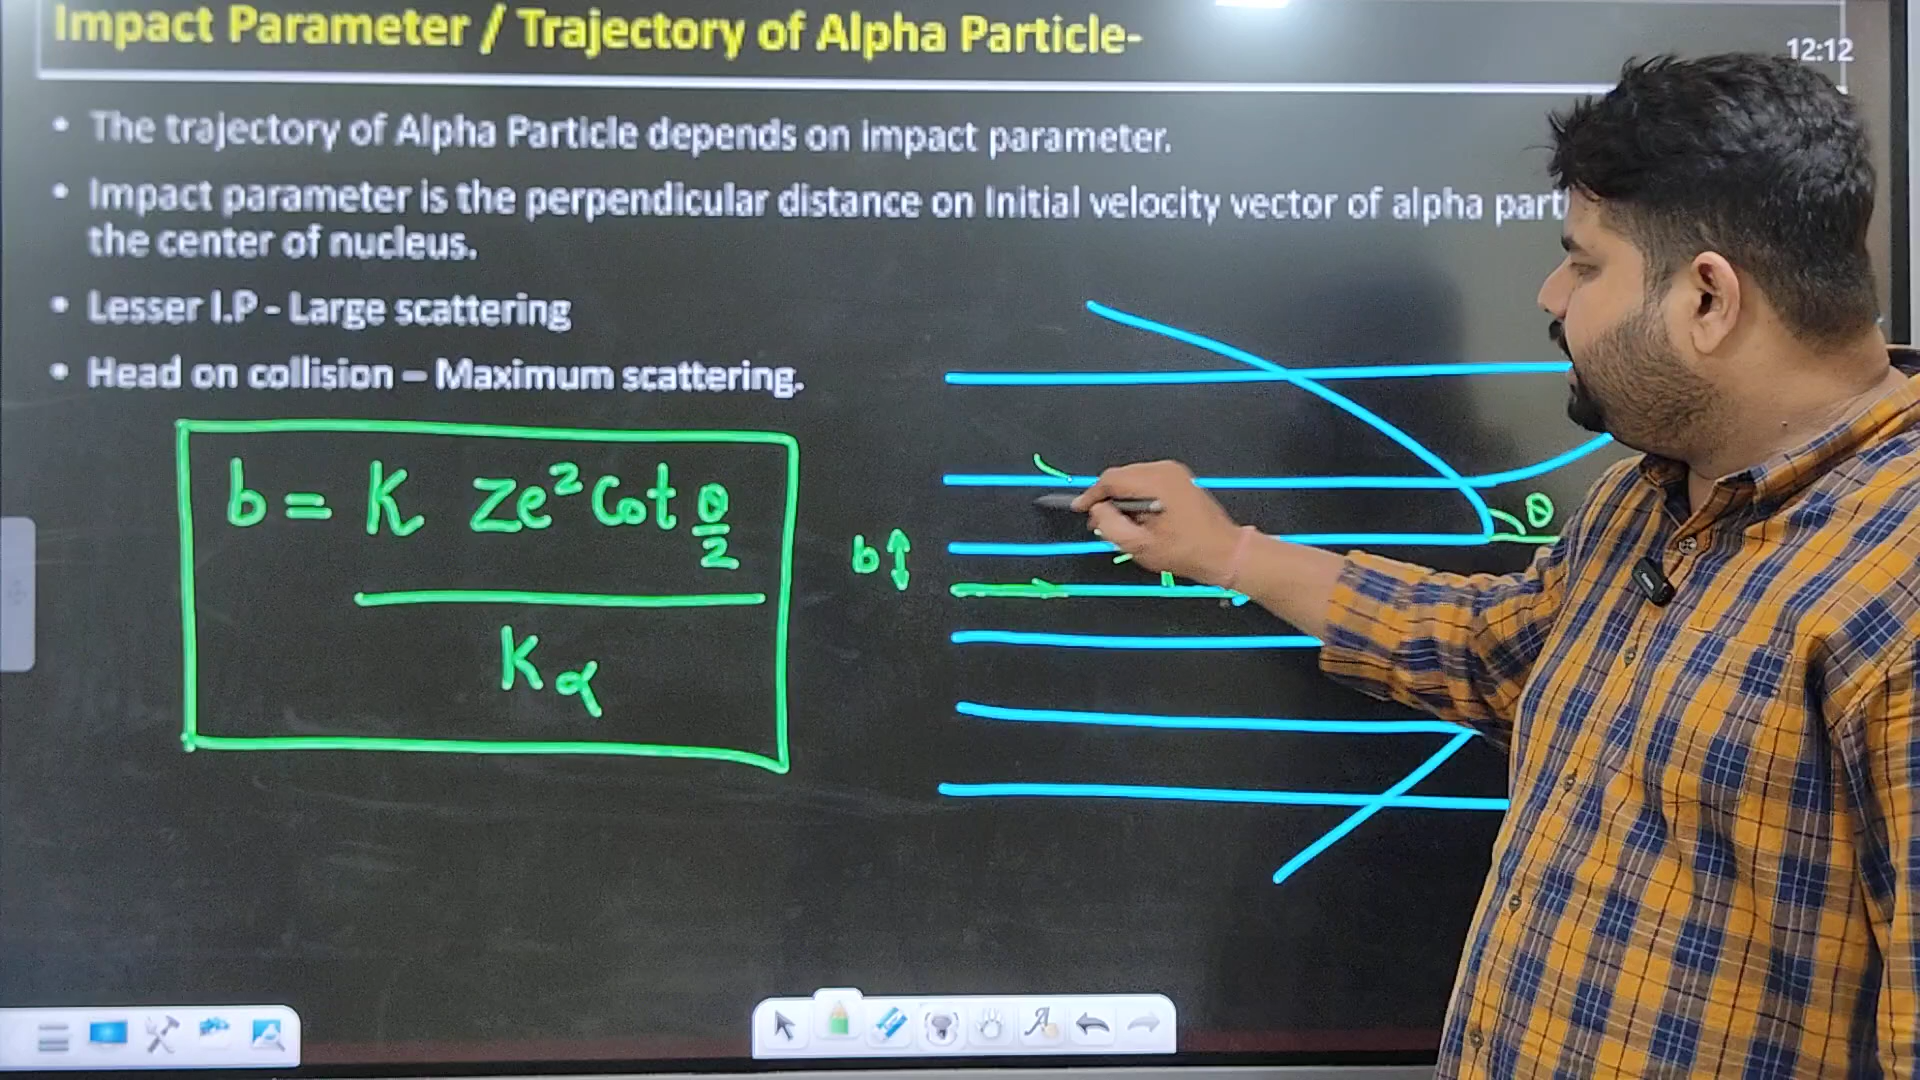 Impact Parameter / Trajectory of Alpha Particle-
12:12
• The trajectory of Alpha Particle depends on impact parameter.
• Impact parameter is the perpendicular distance on Initial velocity vector of alpha
the center of nucleus.
• Lesser I.P - Large scattering
• Head on collision – Maximum scattering.
b = K Ze² Cot θ/2
Kα
b
θ